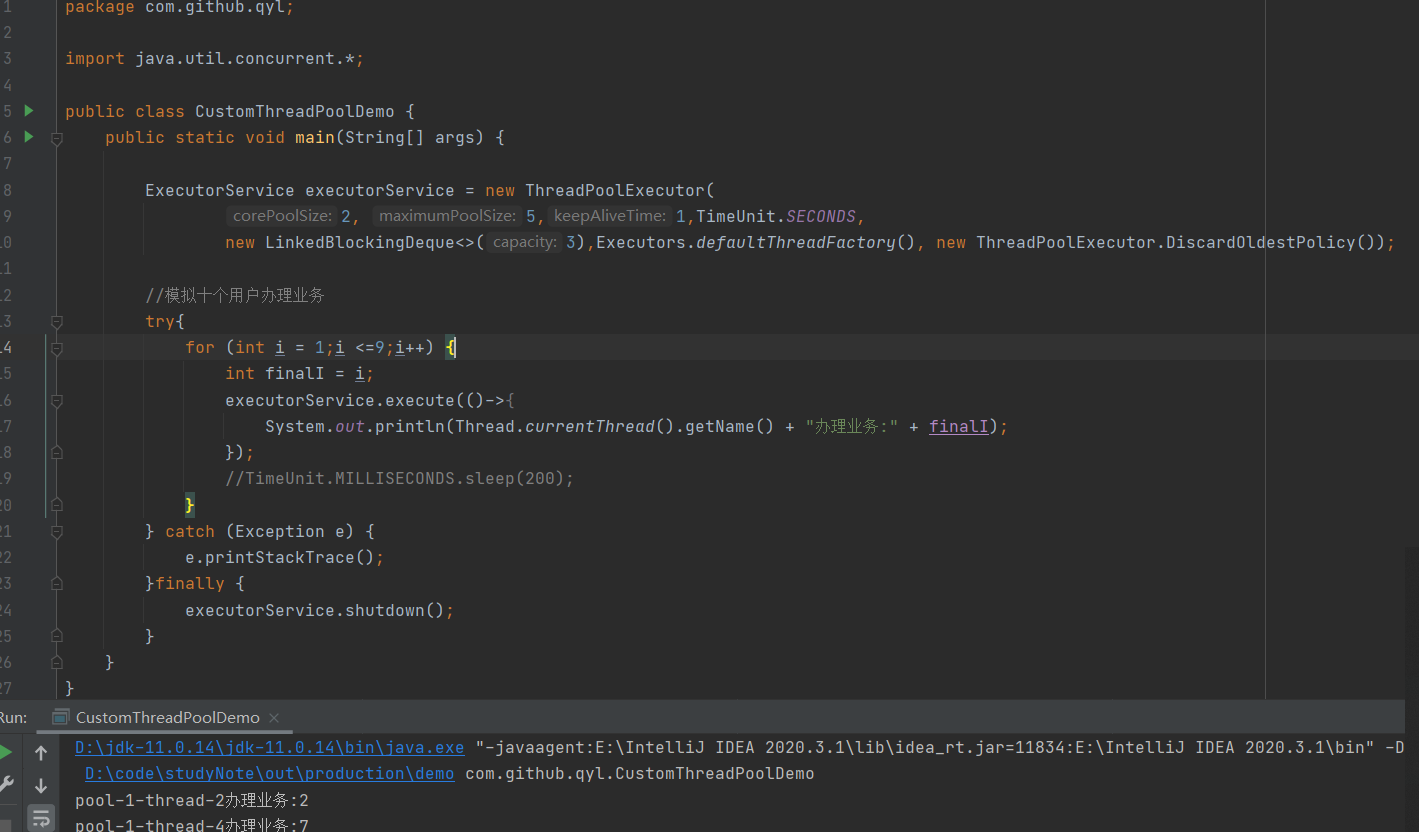 1 package com.github.qyl;
2
3 import java.util.concurrent.*;
4
5 public class CustomThreadPoolDemo {
6 public static void main(String[] args) {
7
8 ExecutorService executorService = new ThreadPoolExecutor(
9 corePoolSize: 2, maximumPoolSize: 5, keepAliveTime: 1,TimeUnit.SECONDS,
10 new LinkedBlockingDeque<>( capacity: 3),Executors.defaultThreadFactory(), new ThreadPoolExecutor.DiscardOldestPolicy());
11
12 //模拟十个用户办理业务
13 try{
14 for (int i = 1;i <=9;i++) {
15 int finalI = i;
16 executorService.execute(()->{
17 System.out.println(Thread.currentThread().getName() + "办理业务:" + finalI);
18 });
19 //TimeUnit.MILLISECONDS.sleep(200);
20 }
21 } catch (Exception e) {
22 e.printStackTrace();
23 }finally {
24 executorService.shutdown();
25 }
26 }
27 }
Run: CustomThreadPoolDemo ×
D:\jdk-11.0.14\jdk-11.0.14\bin\java.exe "-javaagent:E:\IntelliJ IDEA 2020.3.1\lib\idea_rt.jar=11834:E:\IntelliJ IDEA 2020.3.1\bin" -D
D:\code\studyNote\out\production\demo com.github.qyl.CustomThreadPoolDemo
pool-1-thread-2办理业务:2
pool-1-thread-4办理业务:7